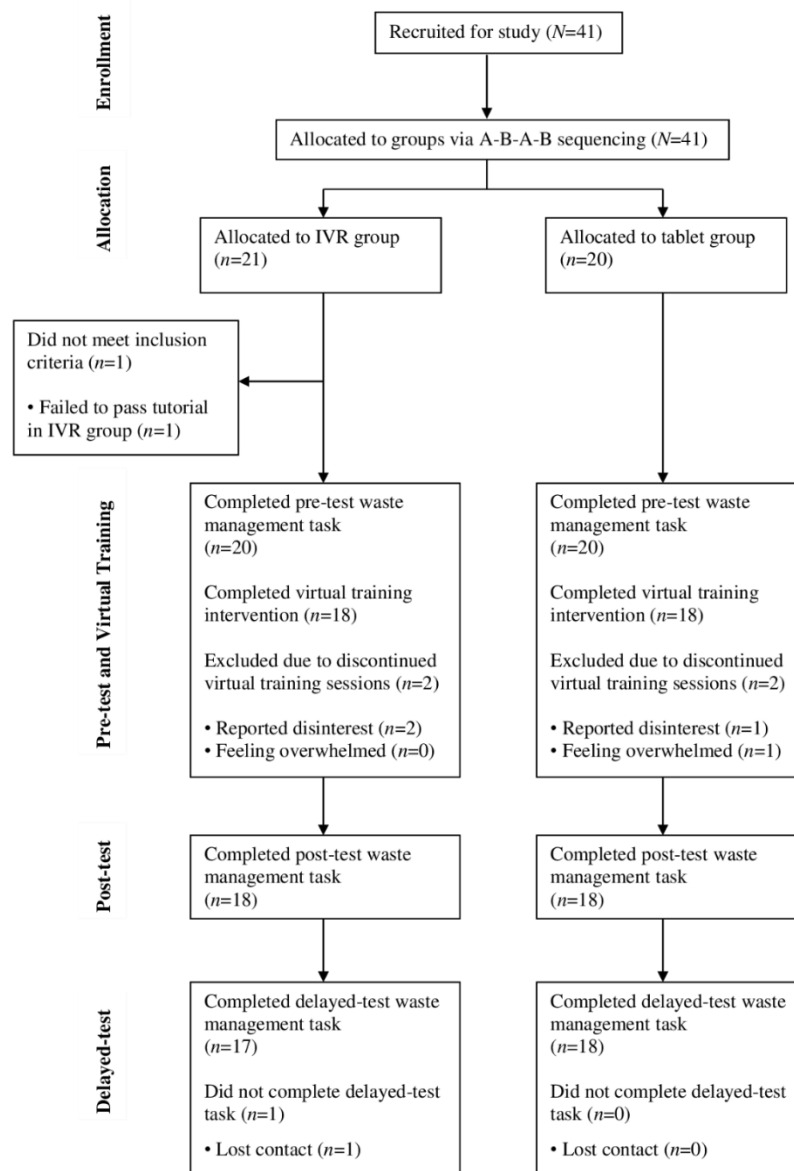 Enrollment
Recruited for study (N=41)
Allocated to groups via A-B-A-B sequencing (N=41)
Allocation
Allocated to IVR group
(n=21)
Allocated to tablet group
(n=20)
Did not meet inclusion
criteria (n=1)
• Failed to pass tutorial
in IVR group (n=1)
Pre-test and Virtual Training
Completed pre-test waste
management task
(n=20)
Completed virtual training
intervention (n=18)
Excluded due to discontinued
virtual training sessions (n=2)
• Reported disinterest (n=2)
• Feeling overwhelmed (n=0)
Completed pre-test waste
management task
(n=20)
Completed virtual training
intervention (n=18)
Excluded due to discontinued
virtual training sessions (n=2)
• Reported disinterest (n=1)
• Feeling overwhelmed (n=1)
Post-test
Completed post-test waste
management task
(n=18)
Completed post-test waste
management task
(n=18)
Delayed-test
Completed delayed-test waste
management task
(n=17)
Did not complete delayed-test
task (n=1)
• Lost contact (n=1)
Completed delayed-test waste
management task
(n=18)
Did not complete delayed-test
task (n=0)
• Lost contact (n=0)